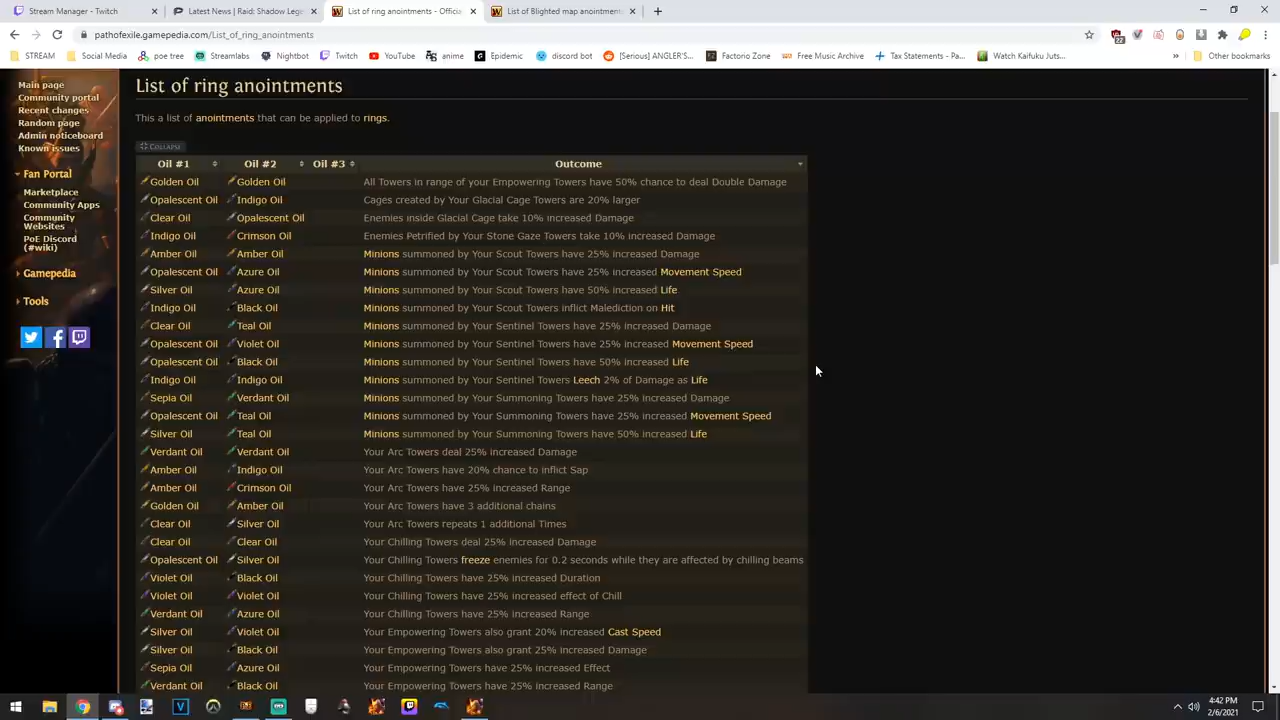 Stream Manager - Twitch
Latest News | Raid: Shadow Lege
List of ring anointments - Offici
List of Blighted map anointment
pathofexile.gamepedia.com/List_of_ring_anointments
22
STREAM Social Media poe tree Streamlabs Nightbot Twitch YouTube anime Epidemic discord bot [Serious] ANGLER'S... Factorio Zone Free Music Archive Tax Statements - Pa... Watch Kaifuku Juts... » Other bookmarks
Main page
Community portal
Recent changes
Random page
Admin noticeboard
Known issues
Fan Portal
Marketplace
Community Apps
Community
Websites
PoE Discord
(#wiki)
Gamepedia
Tools
List of ring anointments
This a list of anointments that can be applied to rings.
COLLAPSE
Oil #1 Oil #2 Oil #3 Outcome
Golden Oil Golden Oil All Towers in range of your Empowering Towers have 50% chance to deal Double Damage
Opalescent Oil Indigo Oil Cages created by Your Glacial Cage Towers are 20% larger
Clear Oil Opalescent Oil Enemies inside Glacial Cage take 10% increased Damage
Indigo Oil Crimson Oil Enemies Petrified by Your Stone Gaze Towers take 10% increased Damage
Amber Oil Amber Oil Minions summoned by Your Scout Towers have 25% increased Damage
Opalescent Oil Azure Oil Minions summoned by Your Scout Towers have 25% increased Movement Speed
Silver Oil Azure Oil Minions summoned by Your Scout Towers have 50% increased Life
Indigo Oil Black Oil Minions summoned by Your Scout Towers inflict Malediction on Hit
Clear Oil Teal Oil Minions summoned by Your Sentinel Towers have 25% increased Damage
Opalescent Oil Violet Oil Minions summoned by Your Sentinel Towers have 25% increased Movement Speed
Opalescent Oil Black Oil Minions summoned by Your Sentinel Towers have 50% increased Life
Indigo Oil Indigo Oil Minions summoned by Your Sentinel Towers Leech 2% of Damage as Life
Sepia Oil Verdant Oil Minions summoned by Your Summoning Towers have 25% increased Damage
Opalescent Oil Teal Oil Minions summoned by Your Summoning Towers have 25% increased Movement Speed
Silver Oil Teal Oil Minions summoned by Your Summoning Towers have 50% increased Life
Verdant Oil Verdant Oil Your Arc Towers deal 25% increased Damage
Amber Oil Indigo Oil Your Arc Towers have 20% chance to inflict Sap
Amber Oil Crimson Oil Your Arc Towers have 25% increased Range
Golden Oil Amber Oil Your Arc Towers have 3 additional chains
Clear Oil Silver Oil Your Arc Towers repeats 1 additional Times
Clear Oil Clear Oil Your Chilling Towers deal 25% increased Damage
Opalescent Oil Silver Oil Your Chilling Towers freeze enemies for 0.2 seconds while they are affected by chilling beams
Violet Oil Black Oil Your Chilling Towers have 25% increased Duration
Violet Oil Violet Oil Your Chilling Towers have 25% increased effect of Chill
Verdant Oil Azure Oil Your Chilling Towers have 25% increased Range
Silver Oil Violet Oil Your Empowering Towers also grant 20% increased Cast Speed
Silver Oil Black Oil Your Empowering Towers also grant 25% increased Damage
Sepia Oil Azure Oil Your Empowering Towers have 25% increased Effect
Verdant Oil Black Oil Your Empowering Towers have 25% increased Range
4:42 PM
2/6/2021